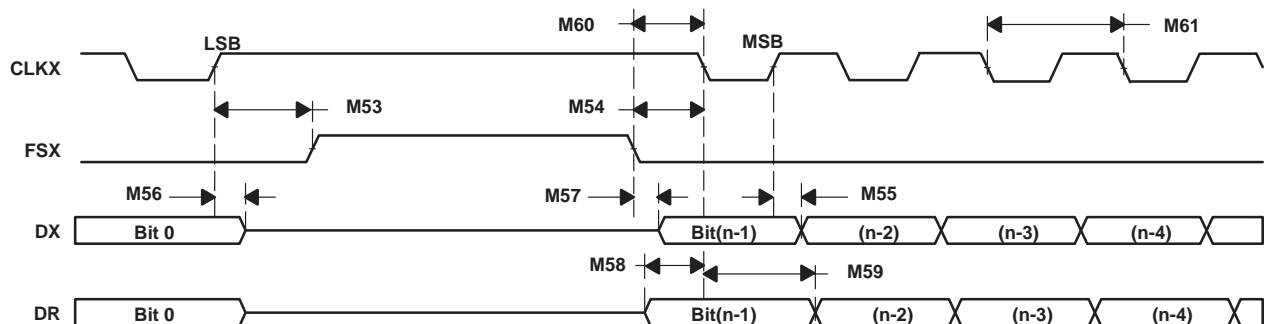 M60
M61
LSB
MSB
CLKX
M53
M54
FSX
M56
M57
M55
DX
Bit 0
Bit(n-1)
(n-2)
(n-3)
(n-4)
M58
M59
DR
Bit 0
Bit(n-1)
(n-2)
(n-3)
(n-4)